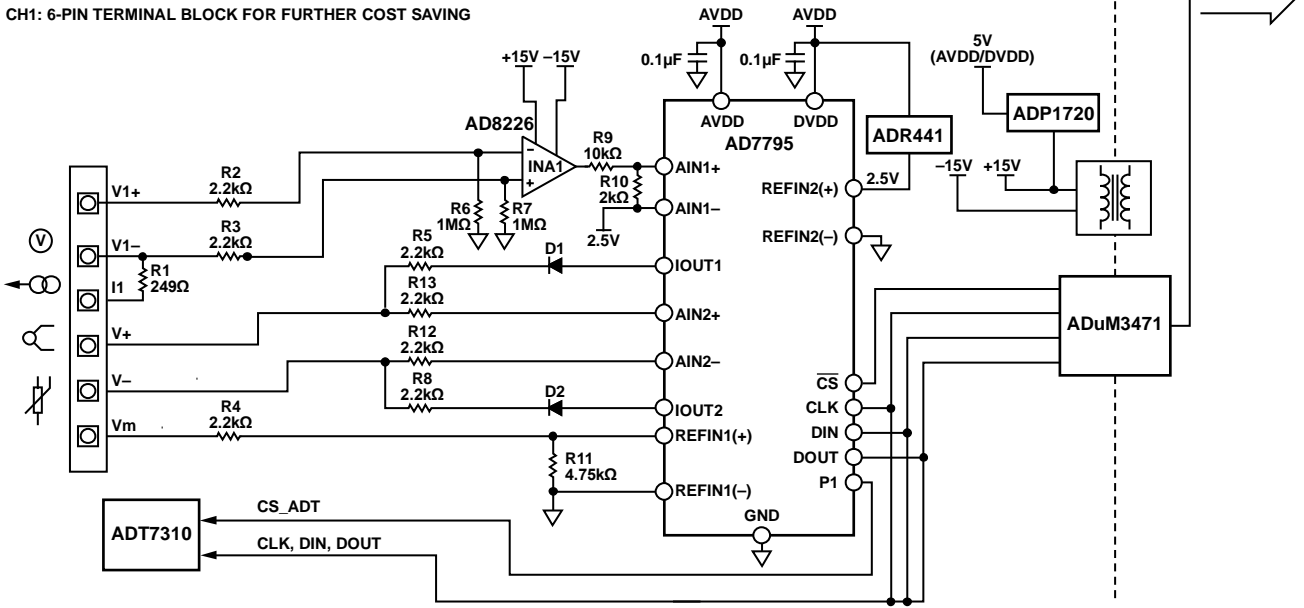 CH1: 6-PIN TERMINAL BLOCK FOR FURTHER COST SAVING
AVDD
AVDD
+15V –15V
0.1µF
0.1µF
5V
(AVDD/DVDD)
ADP1720
AD8226
AVDD
DVDD
AD7795
ADR441
INA1
–
+
R9
10kΩ
R10
2kΩ
AIN1+
AIN1–
2.5V
–15V
+15V
REFIN2(+)
2.5V
REFIN2(–)
V1+
R2
2.2kΩ
R6
1MΩ
R7
1MΩ
V
V1–
R3
2.2kΩ
R1
249Ω
I1
R5
2.2kΩ
D1
IOUT1
R13
2.2kΩ
AIN2+
V+
R12
2.2kΩ
AIN2–
V–
R8
2.2kΩ
D2
IOUT2
Vm
R4
2.2kΩ
REFIN1(+)
R11
4.75kΩ
REFIN1(–)
CS
CLK
DIN
DOUT
P1
ADuM3471
GND
ADT7310
CS_ADT
CLK, DIN, DOUT